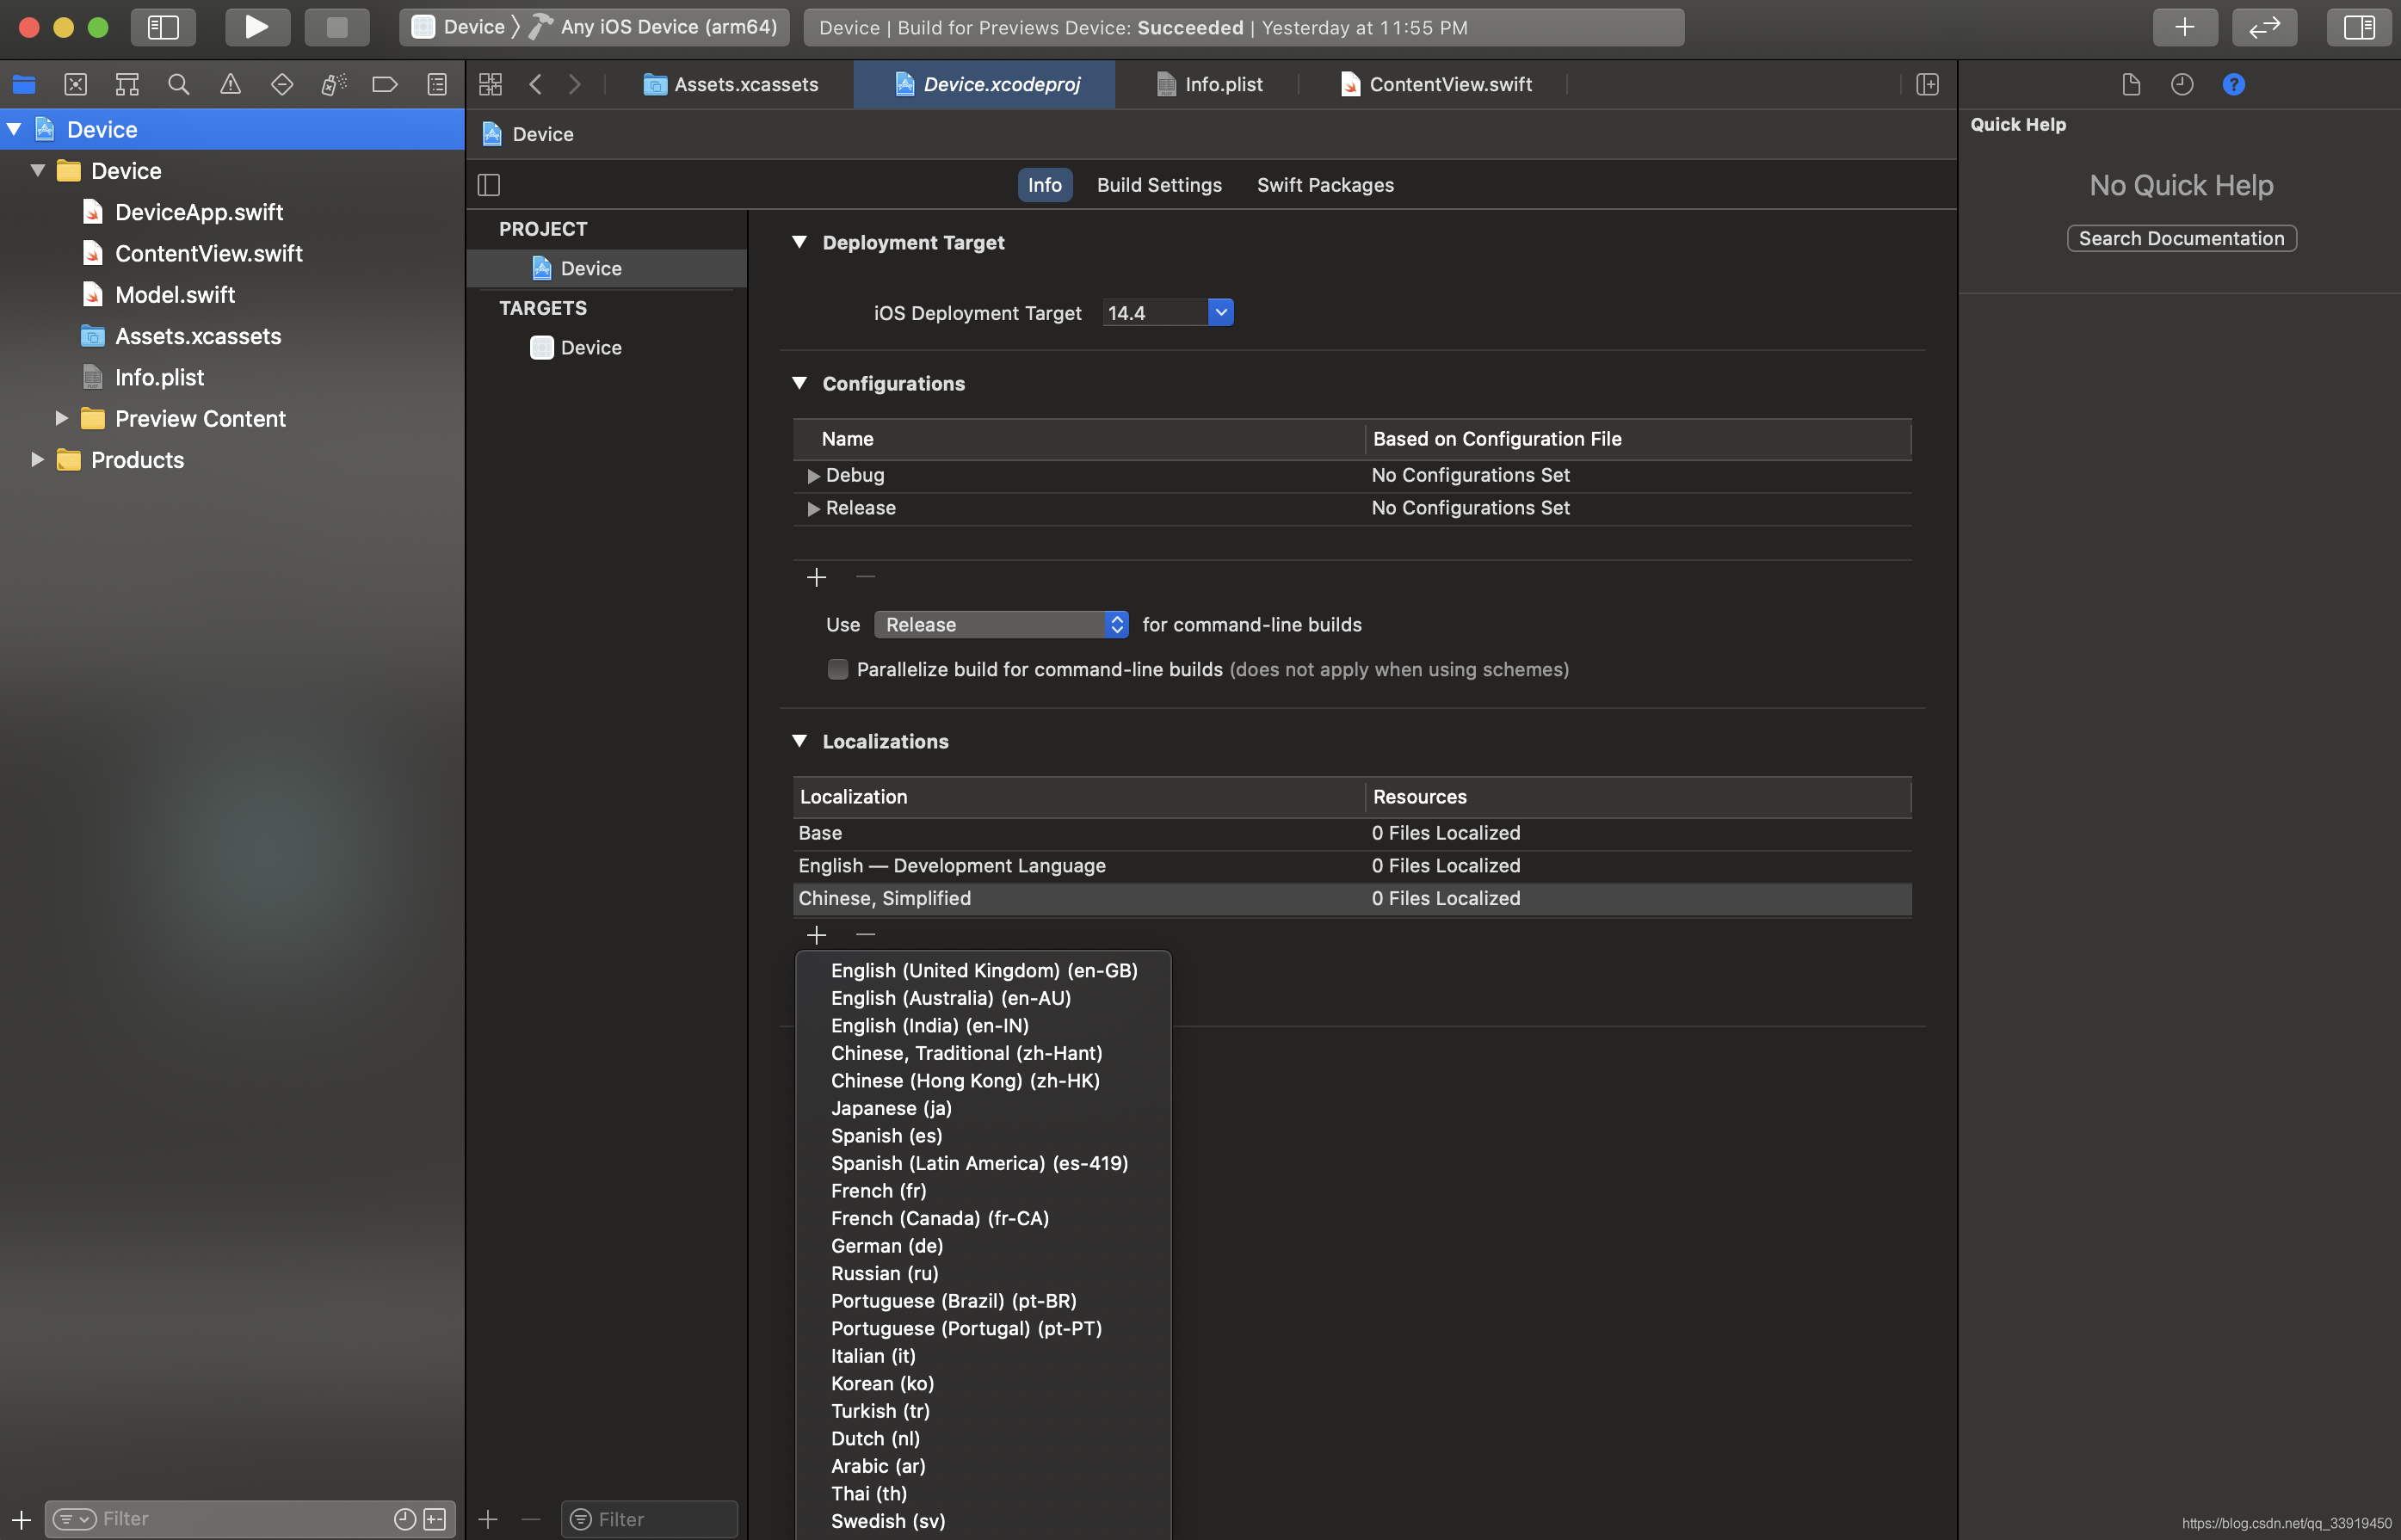 Device 〉 Any iOS Device (arm64)
Device | Build for Previews Device: Succeeded | Yesterday at 11:55 PM
Assets.xcassets
Device.xcodeproj
Info.plist
ContentView.swift
Device
Device
DeviceApp.swift
ContentView.swift
Model.swift
Assets.xcassets
Info.plist
Preview Content
Products
Filter
Device
Info
Build Settings
Swift Packages
PROJECT
Device
TARGETS
Device
Filter
Deployment Target
iOS Deployment Target 14.4
Configurations
Name Based on Configuration File
Debug No Configurations Set
Release No Configurations Set
Use Release for command-line builds
Parallelize build for command-line builds (does not apply when using schemes)
Localizations
Localization Resources
Base 0 Files Localized
English — Development Language 0 Files Localized
Chinese, Simplified 0 Files Localized
English (United Kingdom) (en-GB)
English (Australia) (en-AU)
English (India) (en-IN)
Chinese, Traditional (zh-Hant)
Chinese (Hong Kong) (zh-HK)
Japanese (ja)
Spanish (es)
Spanish (Latin America) (es-419)
French (fr)
French (Canada) (fr-CA)
German (de)
Russian (ru)
Portuguese (Brazil) (pt-BR)
Portuguese (Portugal) (pt-PT)
Italian (it)
Korean (ko)
Turkish (tr)
Dutch (nl)
Arabic (ar)
Thai (th)
Swedish (sv)
Quick Help
No Quick Help
Search Documentation
https://blog.csdn.net/qq_33919450